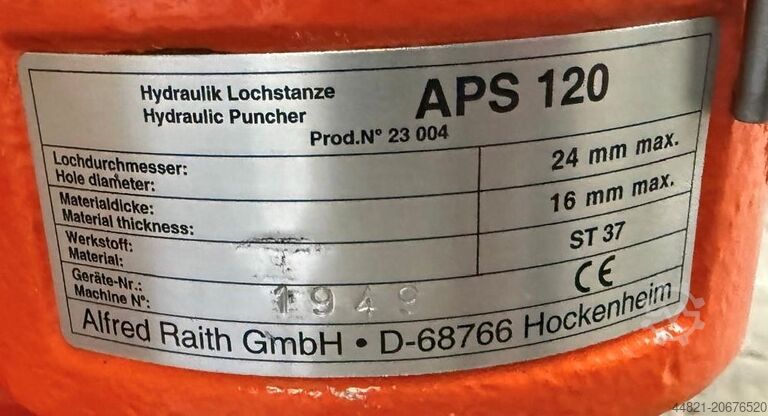 Hydraulik Lochstanze
Hydraulic Puncher
APS 120
Prod.N° 23 004
Lochdurchmesser:
Hole diameter:
24 mm max.
Materialdicke:
Material thickness:
16 mm max.
Werkstoff:
Material:
ST 37
Geräte-Nr.:
Machine N°:
1949
CE
Alfred Raith GmbH • D-68766 Hockenheim
44821-20676520